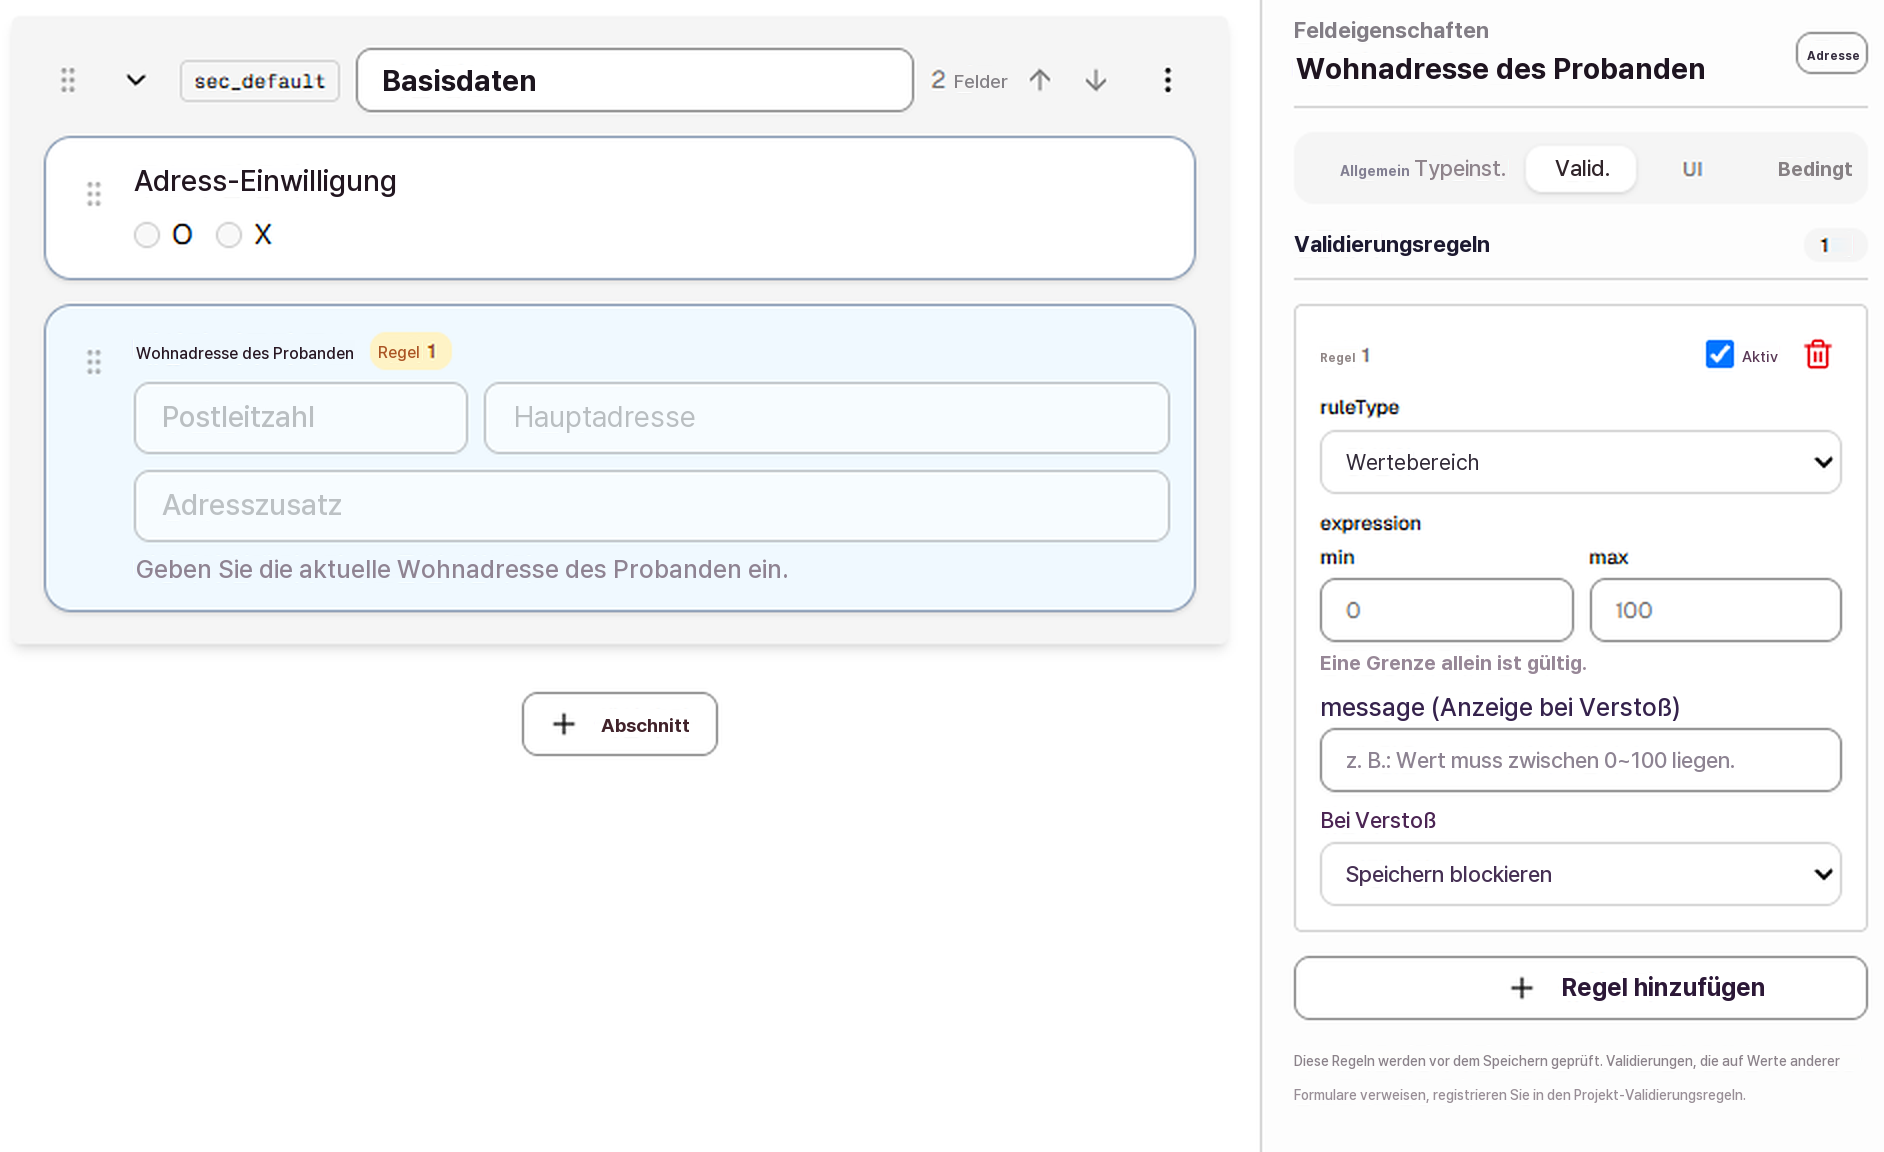 sec_default
Basisdaten
2 Felder
Adress-Einwilligung
O X
Wohnadresse des Probanden Regel 1
Postleitzahl Hauptadresse
Adresszusatz
Geben Sie die aktuelle Wohnadresse des Probanden ein.
+ Abschnitt
Feldeigenschaften
Wohnadresse des Probanden
Adresse
Allgemein Typeinst. Valid. UI Bedingt
Validierungsregeln 1
Regel 1 Aktiv
ruleType
Wertebereich
expression
min max
0 100
Eine Grenze allein ist gültig.
message (Anzeige bei Verstoß)
z. B.: Wert muss zwischen 0~100 liegen.
Bei Verstoß
Speichern blockieren
+ Regel hinzufügen
Diese Regeln werden vor dem Speichern geprüft. Validierungen, die auf Werte anderer
Formulare verweisen, registrieren Sie in den Projekt-Validierungsregeln.